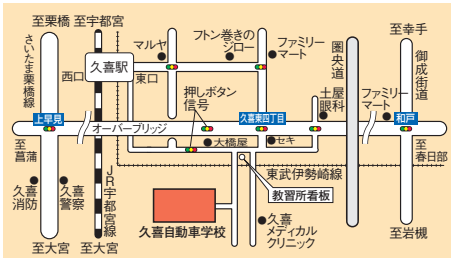 至栗橋
至宇都宮
さいたま栗橋線
西口
久喜駅
東口
マルヤ
フトン巻きの
ジロー
ファミリー
マート
圏央道
至幸手
御成街道
押しボタン
信号
土屋
眼科
ファミリー
マート
上早見
オーバーブリッジ
久喜東四丁目
和戸
至菖蒲
大橋屋
セキ
至春日部
東武伊勢崎線
教習所看板
久喜
消防
久喜
警察
JR宇都宮線
久喜自動車学校
久喜
メディカル
クリニック
至大宮
至大宮
至岩槻